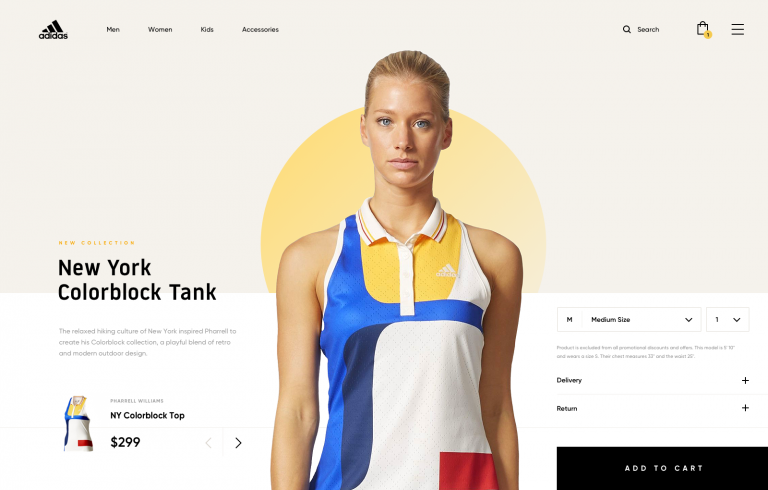 adidas
Men
Women
Kids
Accessories
Search
1
NEW COLLECTION
New York
Colorblock Tank
The relaxed hiking culture of New York inspired Pharrell to
create his Colorblock collection, a playful blend of retro
and modern outdoor design.
PHARRELL WILLIAMS
NY Colorblock Top
$299
adidas
M
Medium Size
1
Product is excluded from all promotional discounts and offers. This model is 5' 10"
and wears a size S. Their chest measures 33" and the waist 25".
Delivery
Return
ADD TO CART